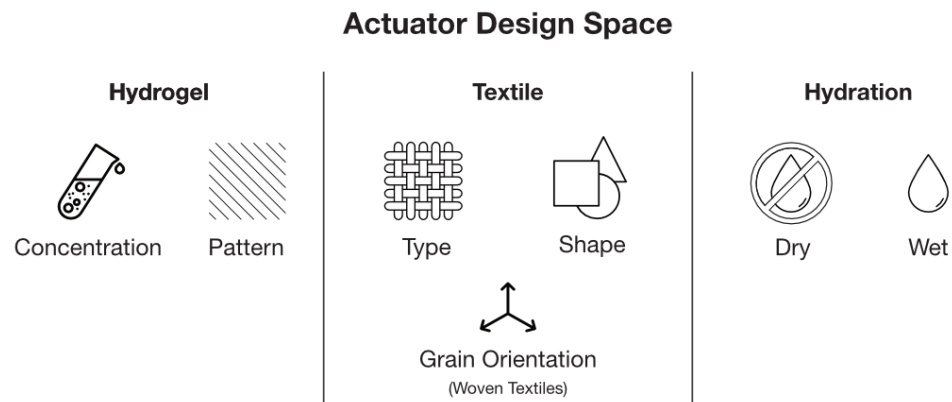 Actuator Design Space
Hydrogel
Concentration
Pattern
Textile
Type
Shape
Grain Orientation
(Woven Textiles)
Hydration
Dry
Wet